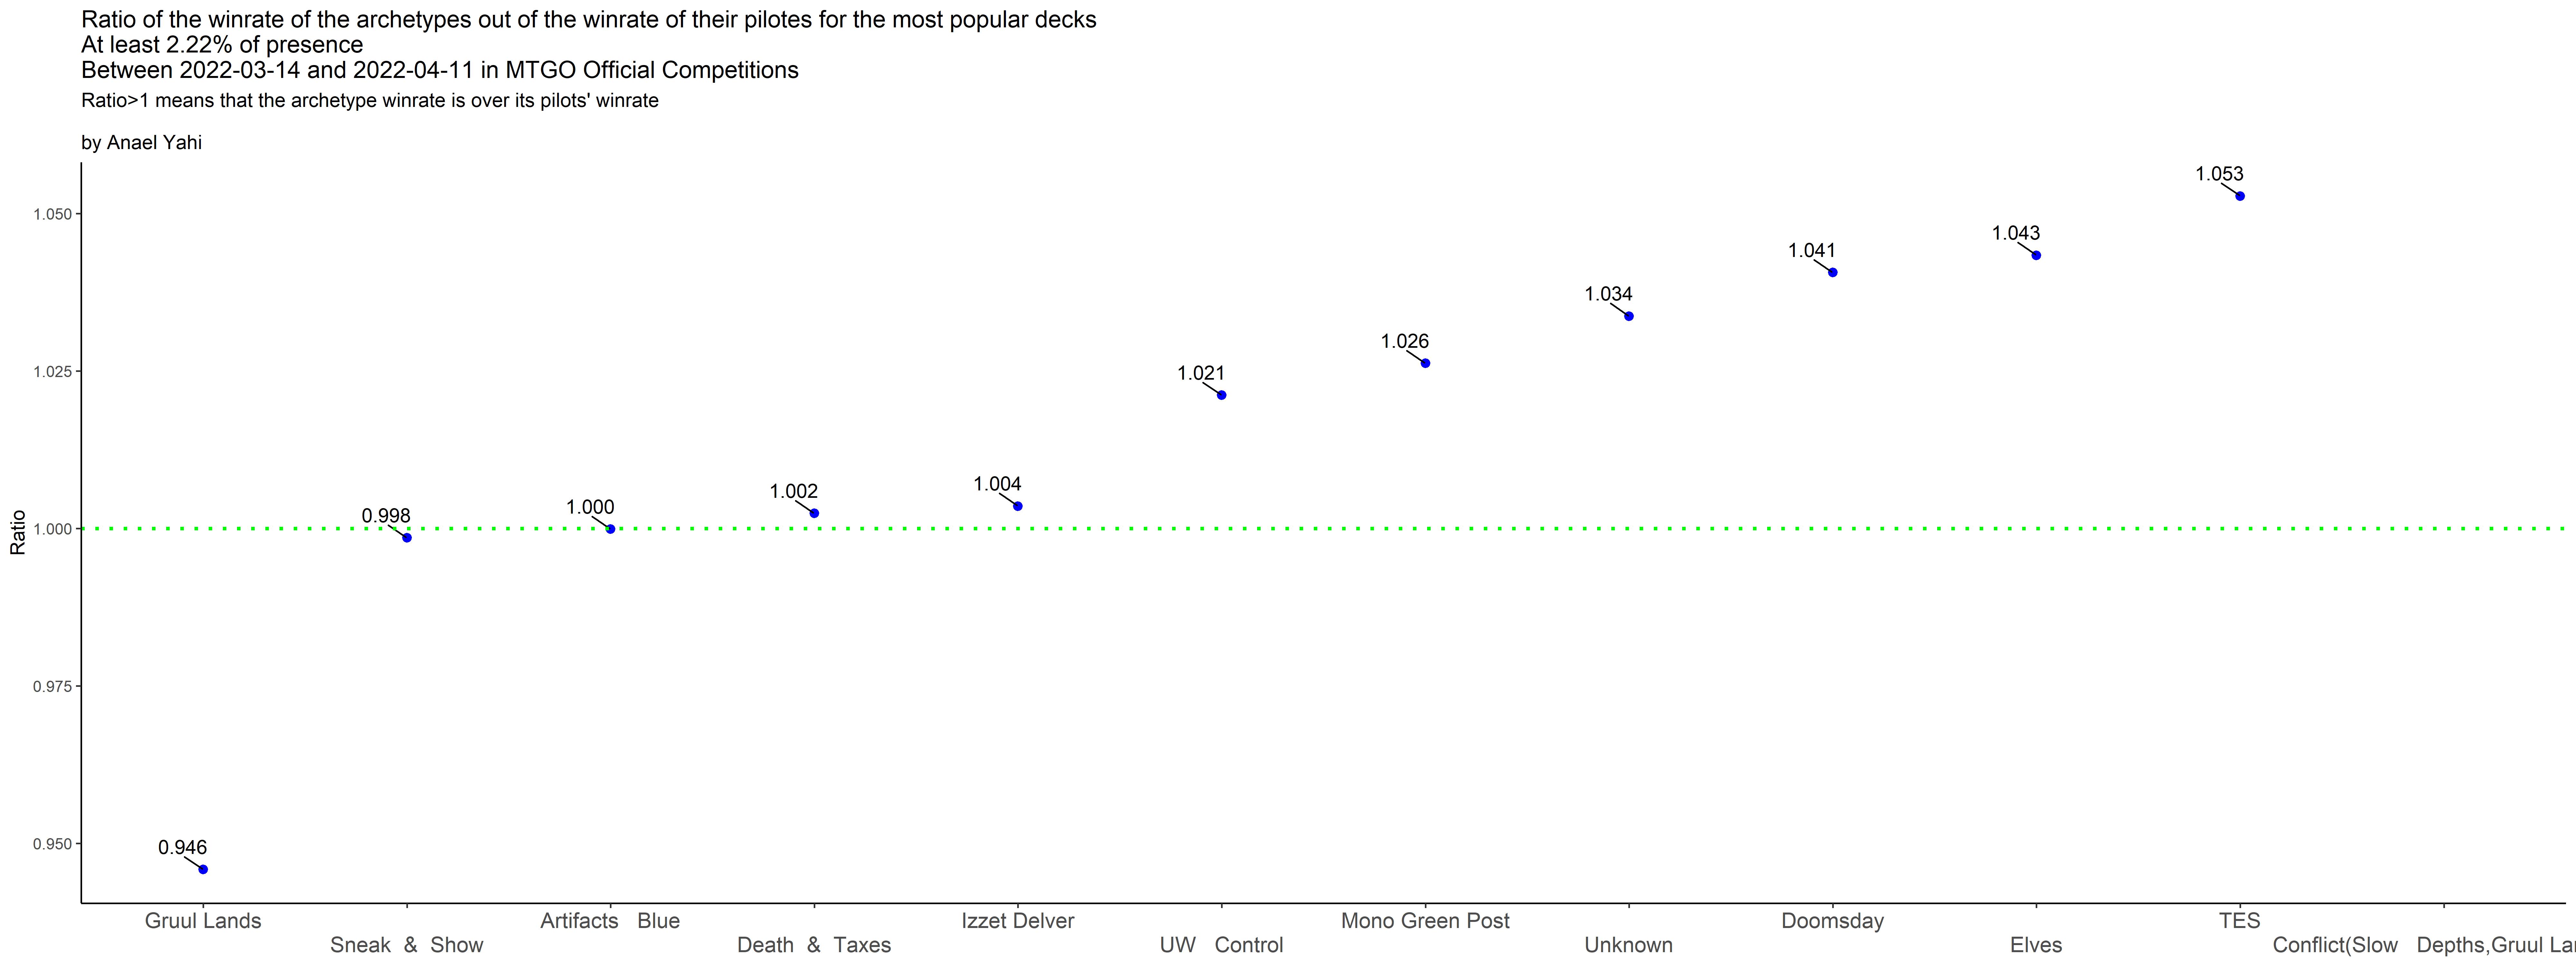 Ratio of the winrate of the archetypes out of the winrate of their pilotes for the most popular decks
At least 2.22% of presence
Between 2022-03-14 and 2022-04-11 in MTGO Official Competitions
Ratio>1 means that the archetype winrate is over its pilots' winrate
by Anael Yahi
1.053
1.050
1.043
1.041
1.034
1.026
1.025
1.021
1.004
1.002
1.000
0.998
1.000
Ratio
0.975
0.950
0.946
Gruul Lands
Sneak & Show
Artifacts Blue
Death & Taxes
Izzet Delver
UW Control
Mono Green Post
Unknown
Doomsday
Elves
TES
Conflict(Slow Depths,Gruul